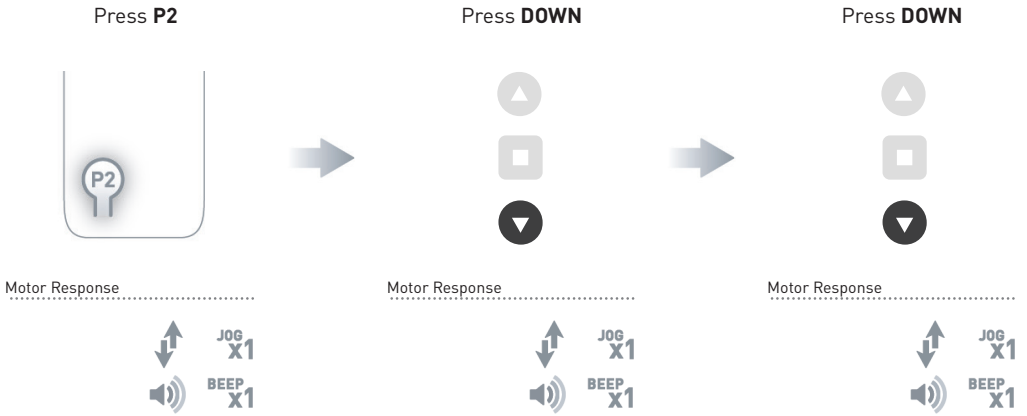 Press P2
Press DOWN
Press DOWN
P2
Motor Response
Motor Response
Motor Response
JOG
X1
BEEP
X1
JOG
X1
BEEP
X1
JOG
X1
BEEP
X1